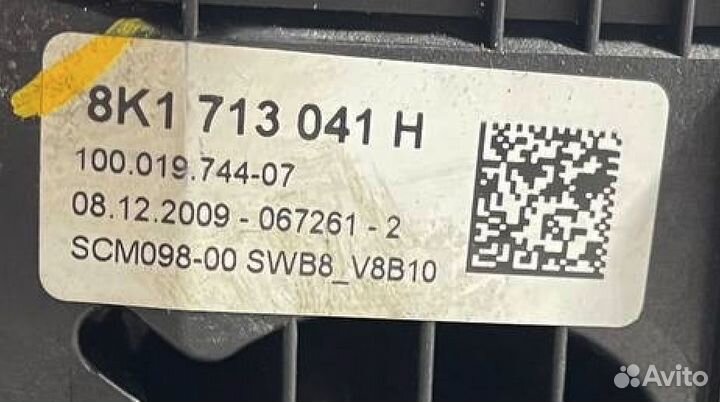 8K1 713 041 H
100.019.744-07
08.12.2009 - 067261 - 2
SCM098-00 SWB8_V8B10
Avito